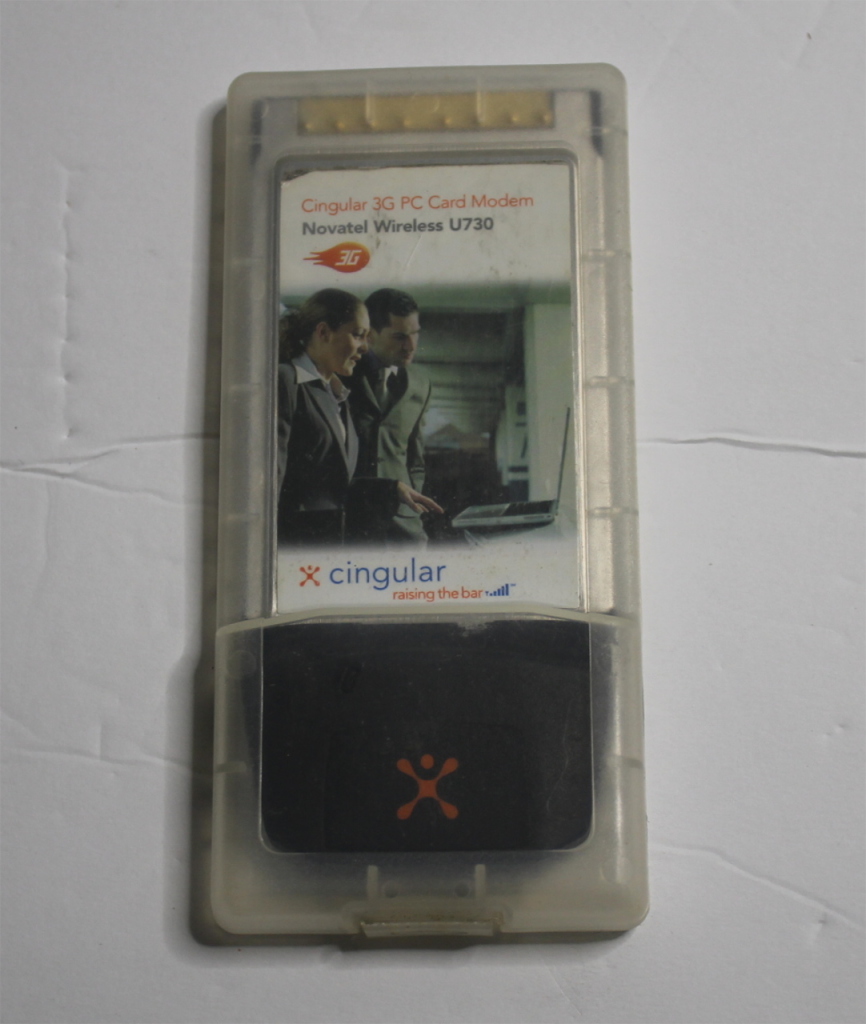 Cingular 3G PC Card Modem
Novatel Wireless U730
3G
cingular
raising the bar